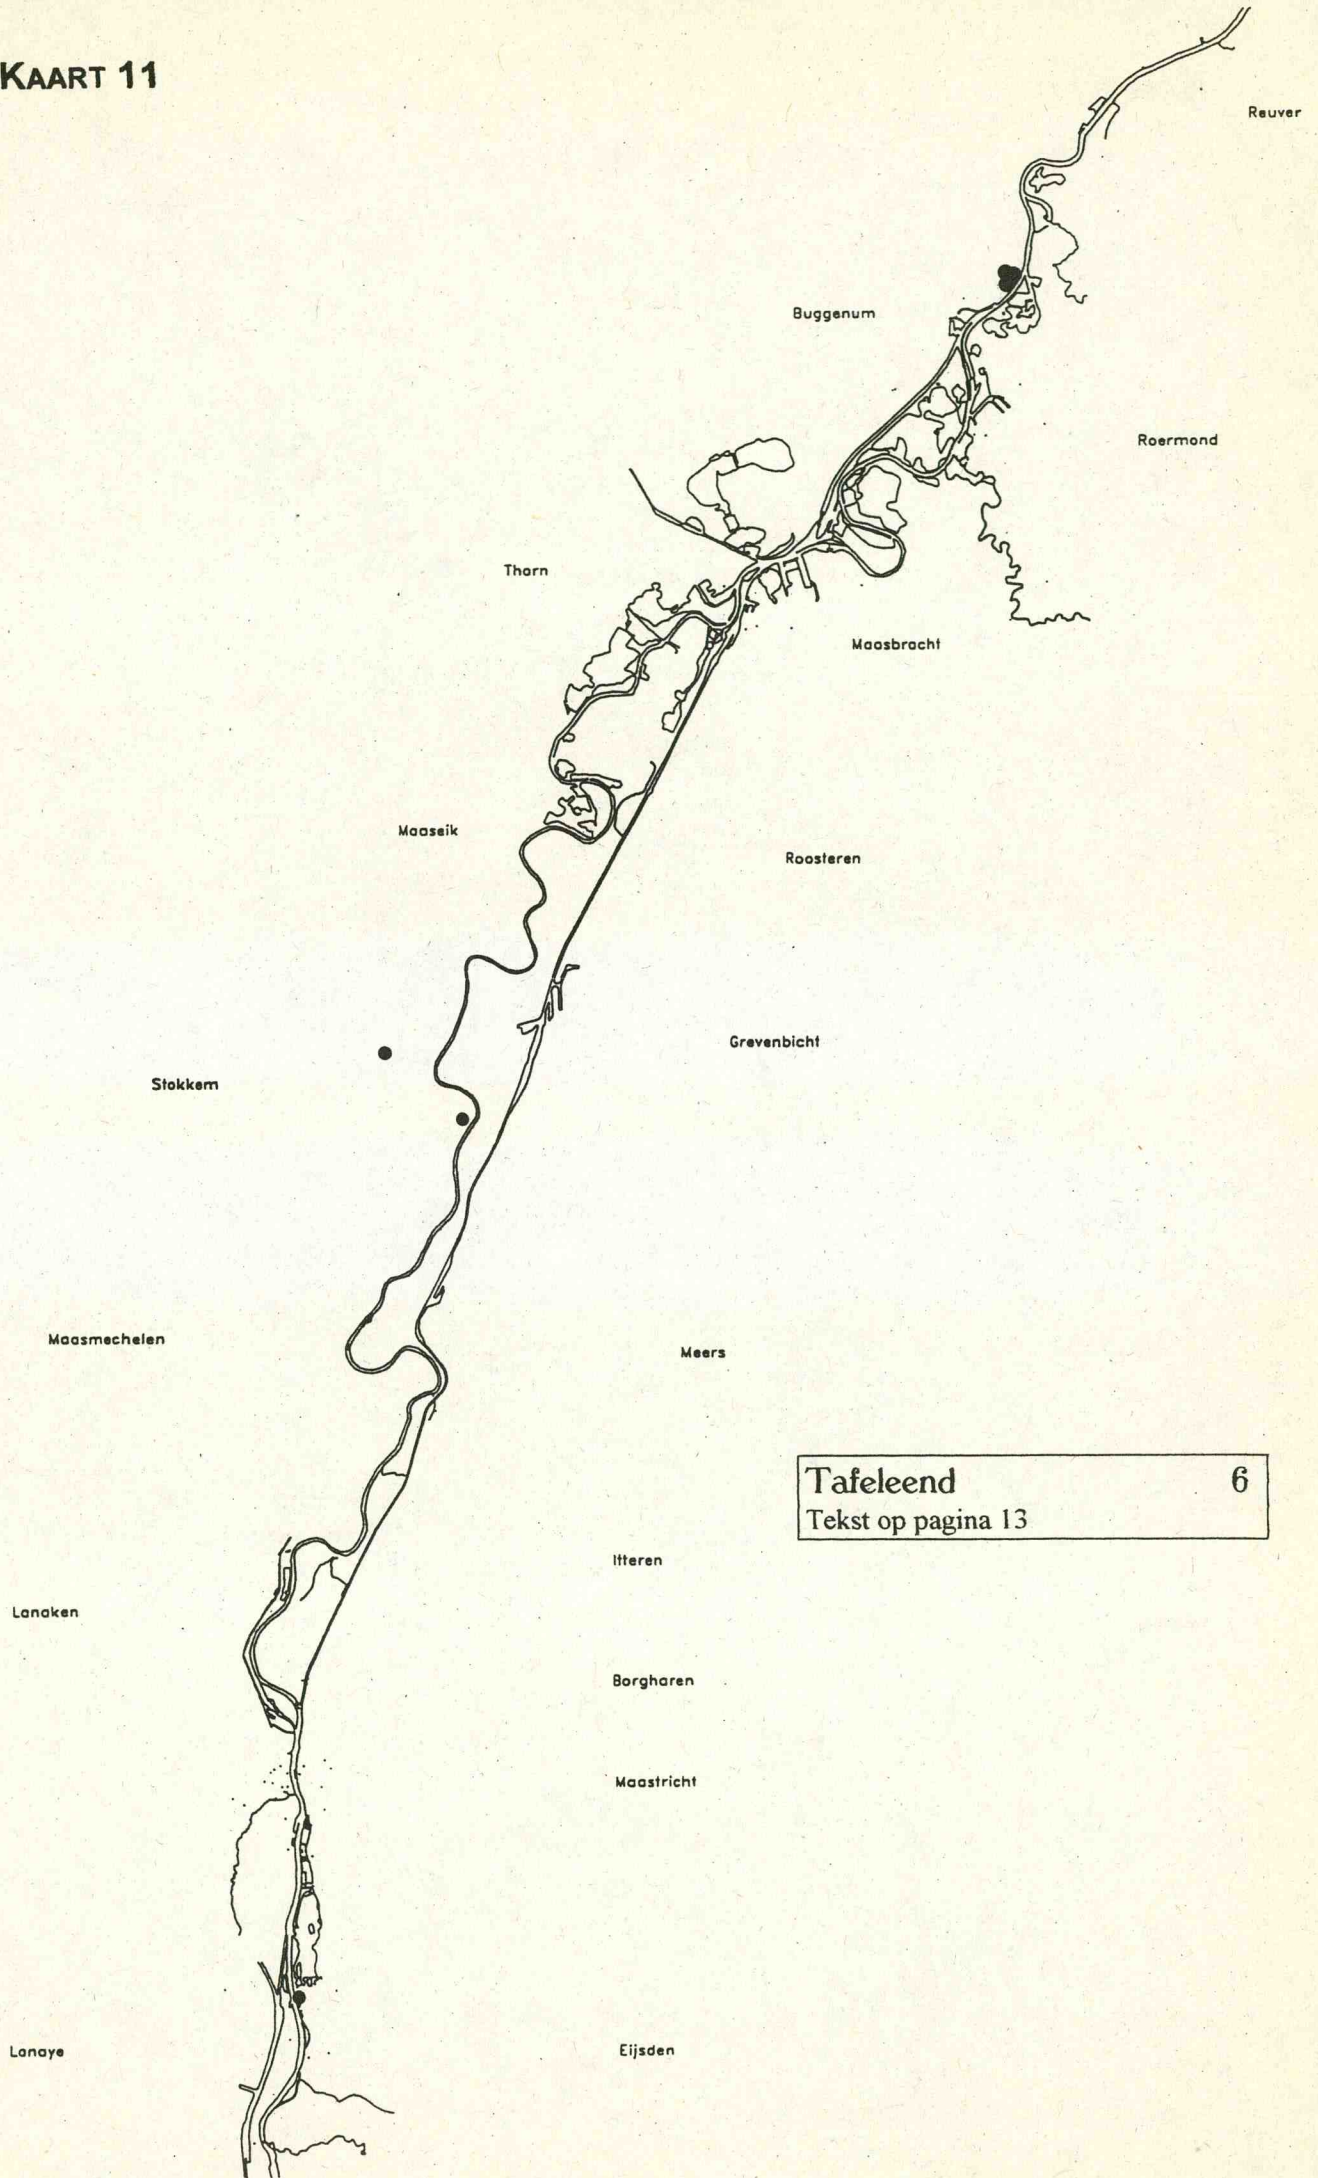 KAART 11
Reuver
Buggenum
Roermond
Thorn
Maasbracht
Maaseik
Roosteren
Grevenbicht
Stokkem
Maasmechelen
Meers
Tafeleend 6
Tekst op pagina 13
Itteren
Lanaken
Borgharen
Maastricht
Lanaye
Eijsden